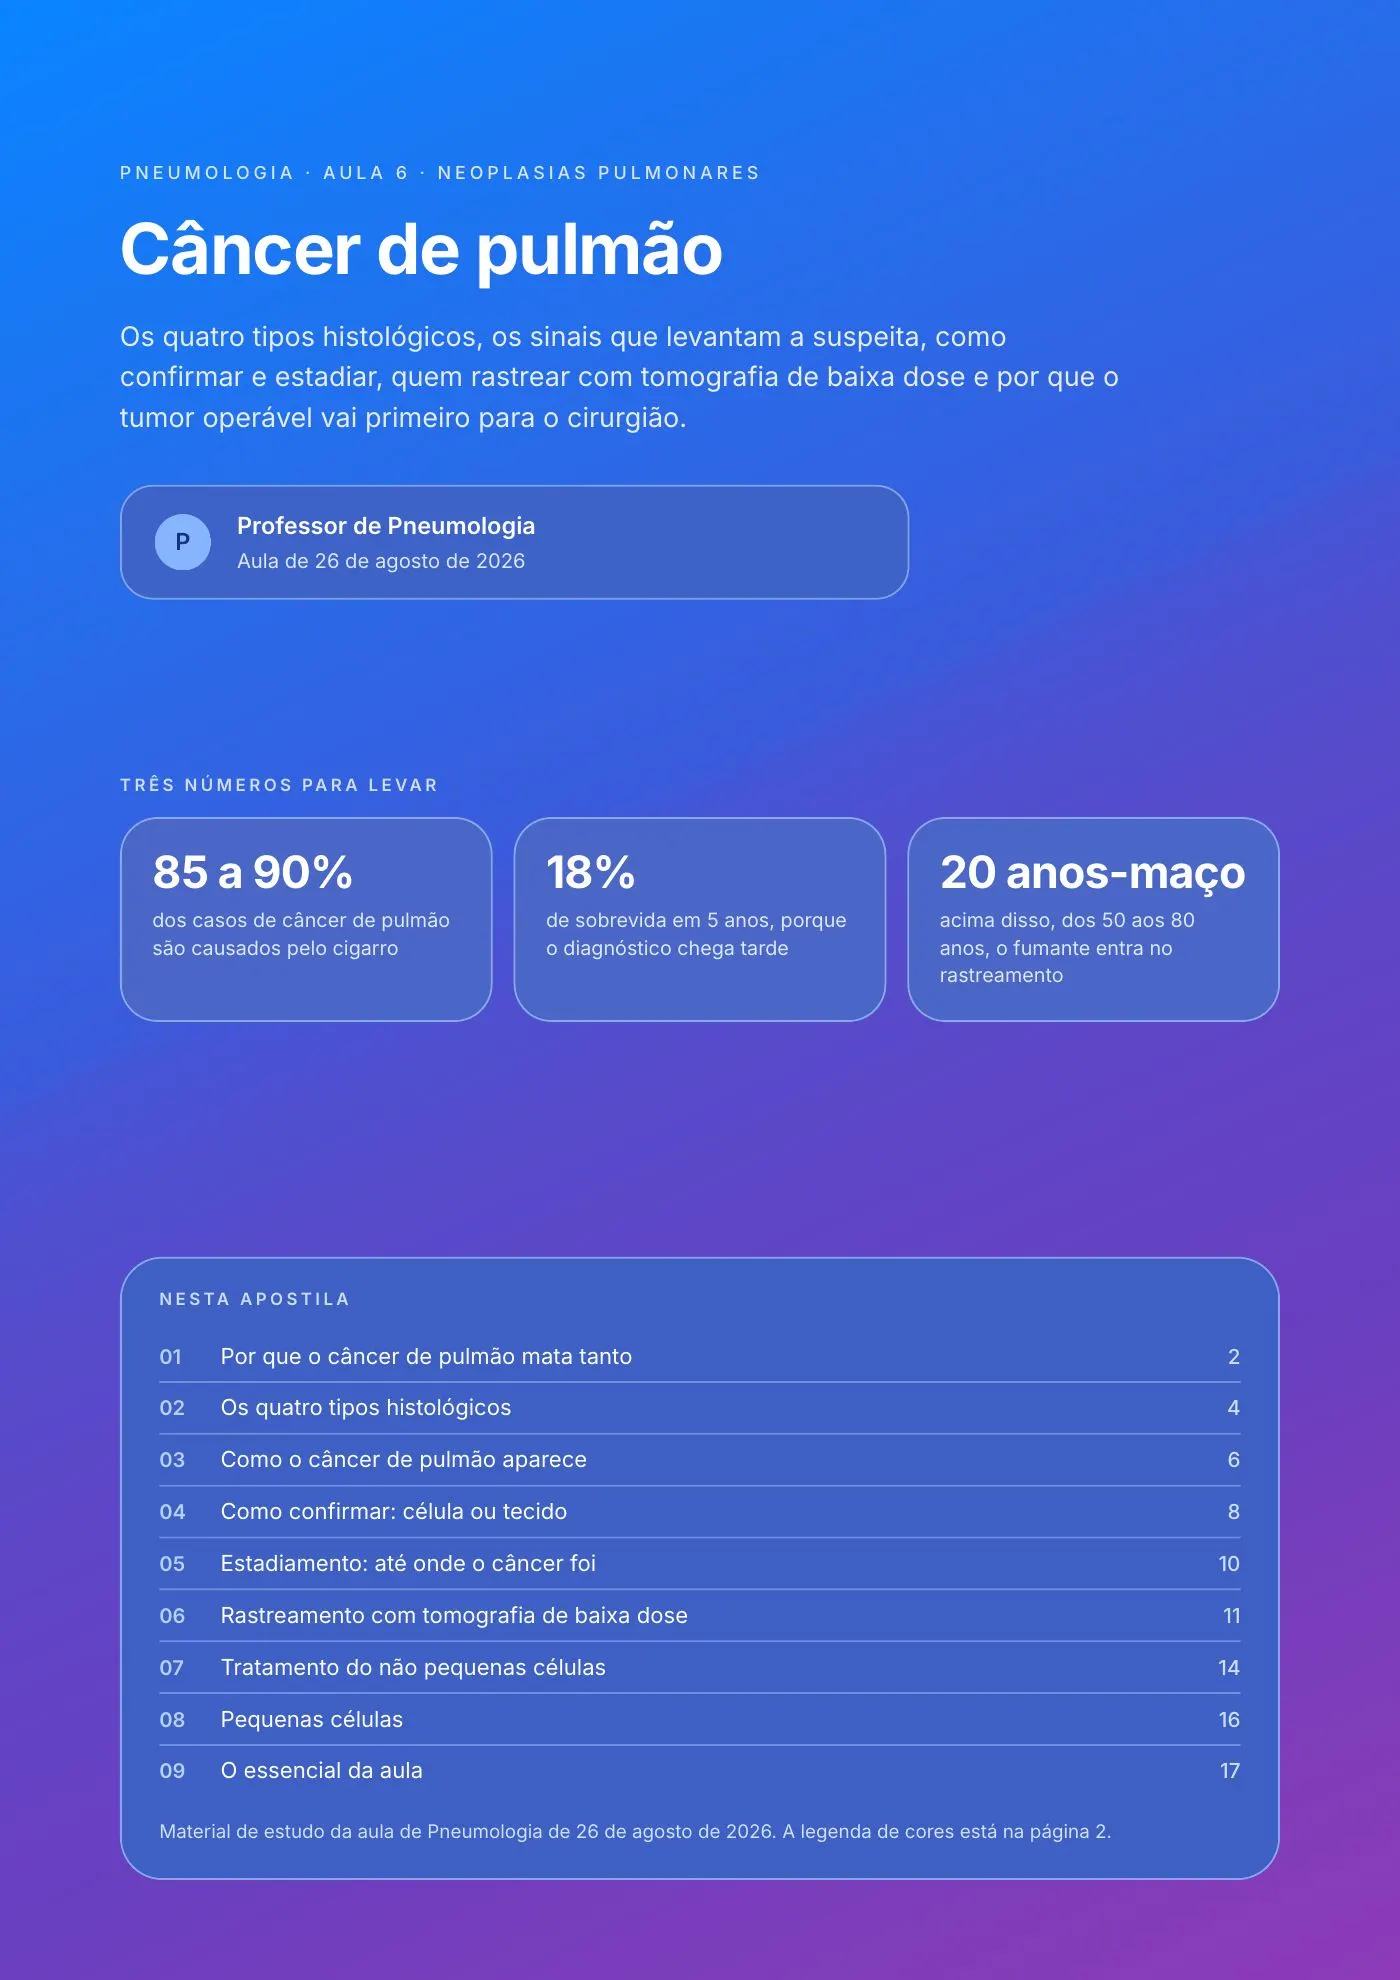 PNEUMOLOGIA · AULA 6 · NEOPLASIAS PULMONARES
Câncer de pulmão
Os quatro tipos histológicos, os sinais que levantam a suspeita, como
confirmar e estadiar, quem rastrear com tomografia de baixa dose e por que o
tumor operável vai primeiro para o cirurgião.
P
Professor de Pneumologia
Aula de 26 de agosto de 2026
TRÊS NÚMEROS PARA LEVAR
85 a 90%
dos casos de câncer de pulmão
são causados pelo cigarro
18%
de sobrevida em 5 anos, porque
o diagnóstico chega tarde
20 anos-maço
acima disso, dos 50 aos 80
anos, o fumante entra no
rastreamento
NESTA APOSTILA
01 Por que o câncer de pulmão mata tanto 2
02 Os quatro tipos histológicos 4
03 Como o câncer de pulmão aparece 6
04 Como confirmar: célula ou tecido 8
05 Estadiamento: até onde o câncer foi 10
06 Rastreamento com tomografia de baixa dose 11
07 Tratamento do não pequenas células 14
08 Pequenas células 16
09 O essencial da aula 17
Material de estudo da aula de Pneumologia de 26 de agosto de 2026. A legenda de cores está na página 2.